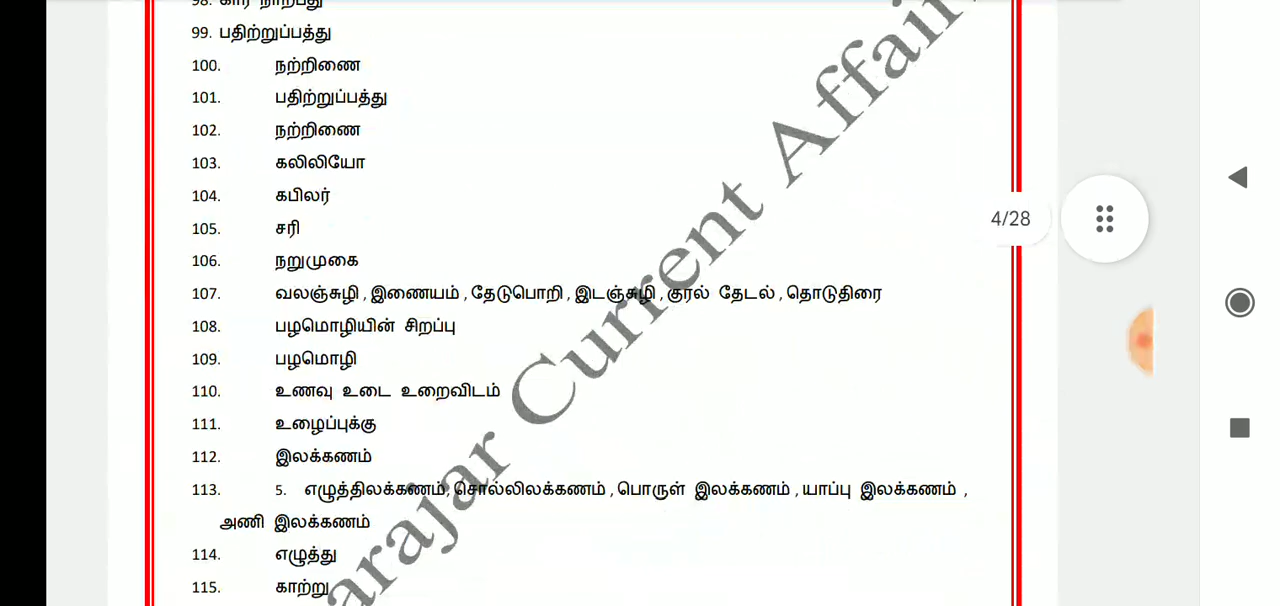 98. கார் நாற்பது
99. பதிற்றுப்பத்து
100. நற்றிணை
101. பதிற்றுப்பத்து
102. நற்றிணை
103. கலிலியோ
104. கபிலர்
105. சரி
4/28
106. நறுமுகை
107. வலஞ்சுழி , இணையம் , தேடுபொறி , இடஞ்சுழி , குரல் தேடல் , தொடுதிரை
108. பழமொழியின் சிறப்பு
109. பழமொழி
110. உணவு உடை உறைவிடம்
111. உழைப்புக்கு
112. இலக்கணம்
113. 5. எழுத்திலக்கணம், சொல்லிலக்கணம் , பொருள் இலக்கணம் , யாப்பு இலக்கணம் ,
அணி இலக்கணம்
114. எழுத்து
115. காற்று
arajar Current Affair